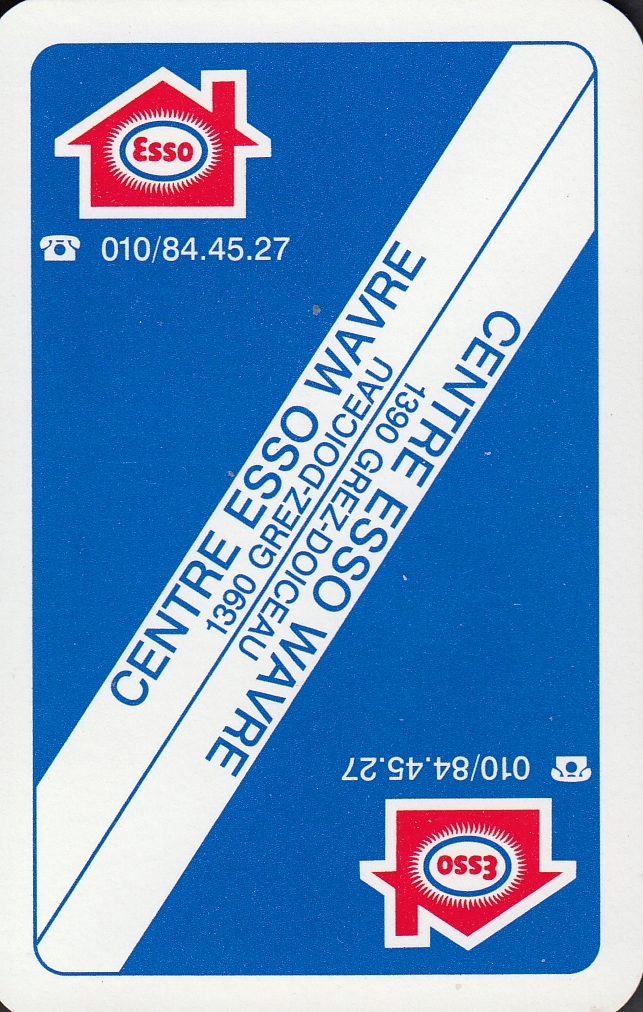 Esso
010/84.45.27
CENTRE ESSO WAVRE
1390 GREZ-DOICEAU
1390 GREZ-DOICEAU
CENTRE ESSO WAVRE
010/84.45.27
Esso